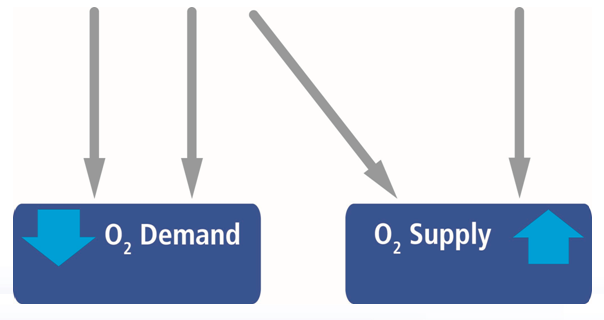 O₂ Demand
O₂ Supply